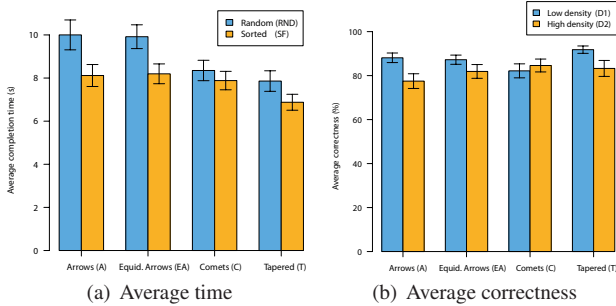 Random (RND)
Sorted (SF)
Average completion time (s)
10
8
6
4
2
0
Arrows (A)
Equid. Arrows (EA)
Comets (C)
Tapered (T)
(a) Average time
Low density (D1)
High density (D2)
Average correctness (%)
100
80
60
40
20
0
Arrows (A)
Equid. Arrows (EA)
Comets (C)
Tapered (T)
(b) Average correctness